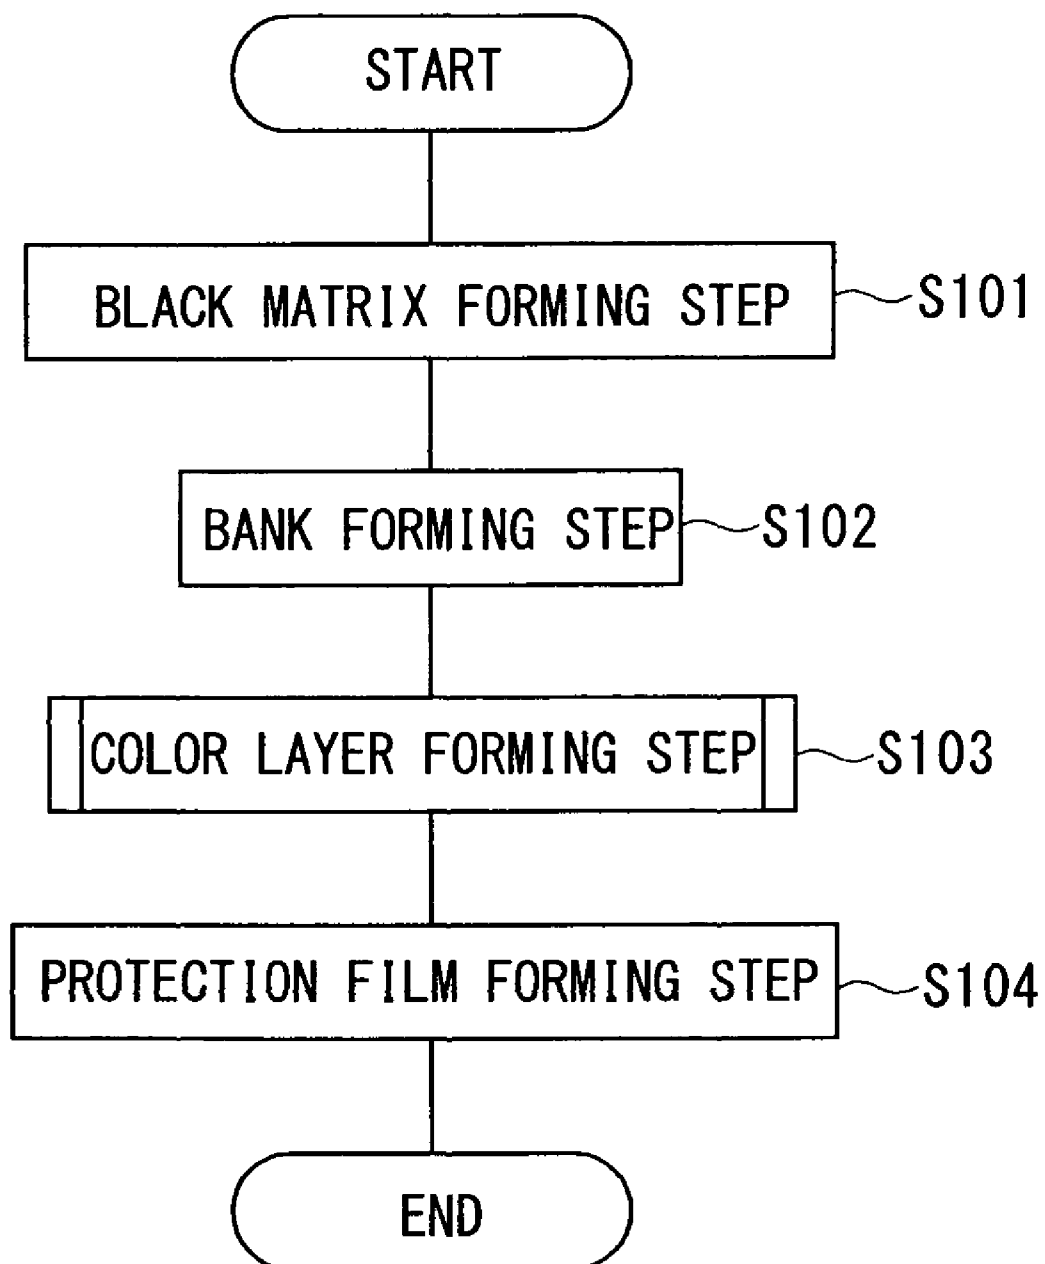 START
BLACK MATRIX FORMING STEP S101
BANK FORMING STEP S102
COLOR LAYER FORMING STEP S103
PROTECTION FILM FORMING STEP S104
END